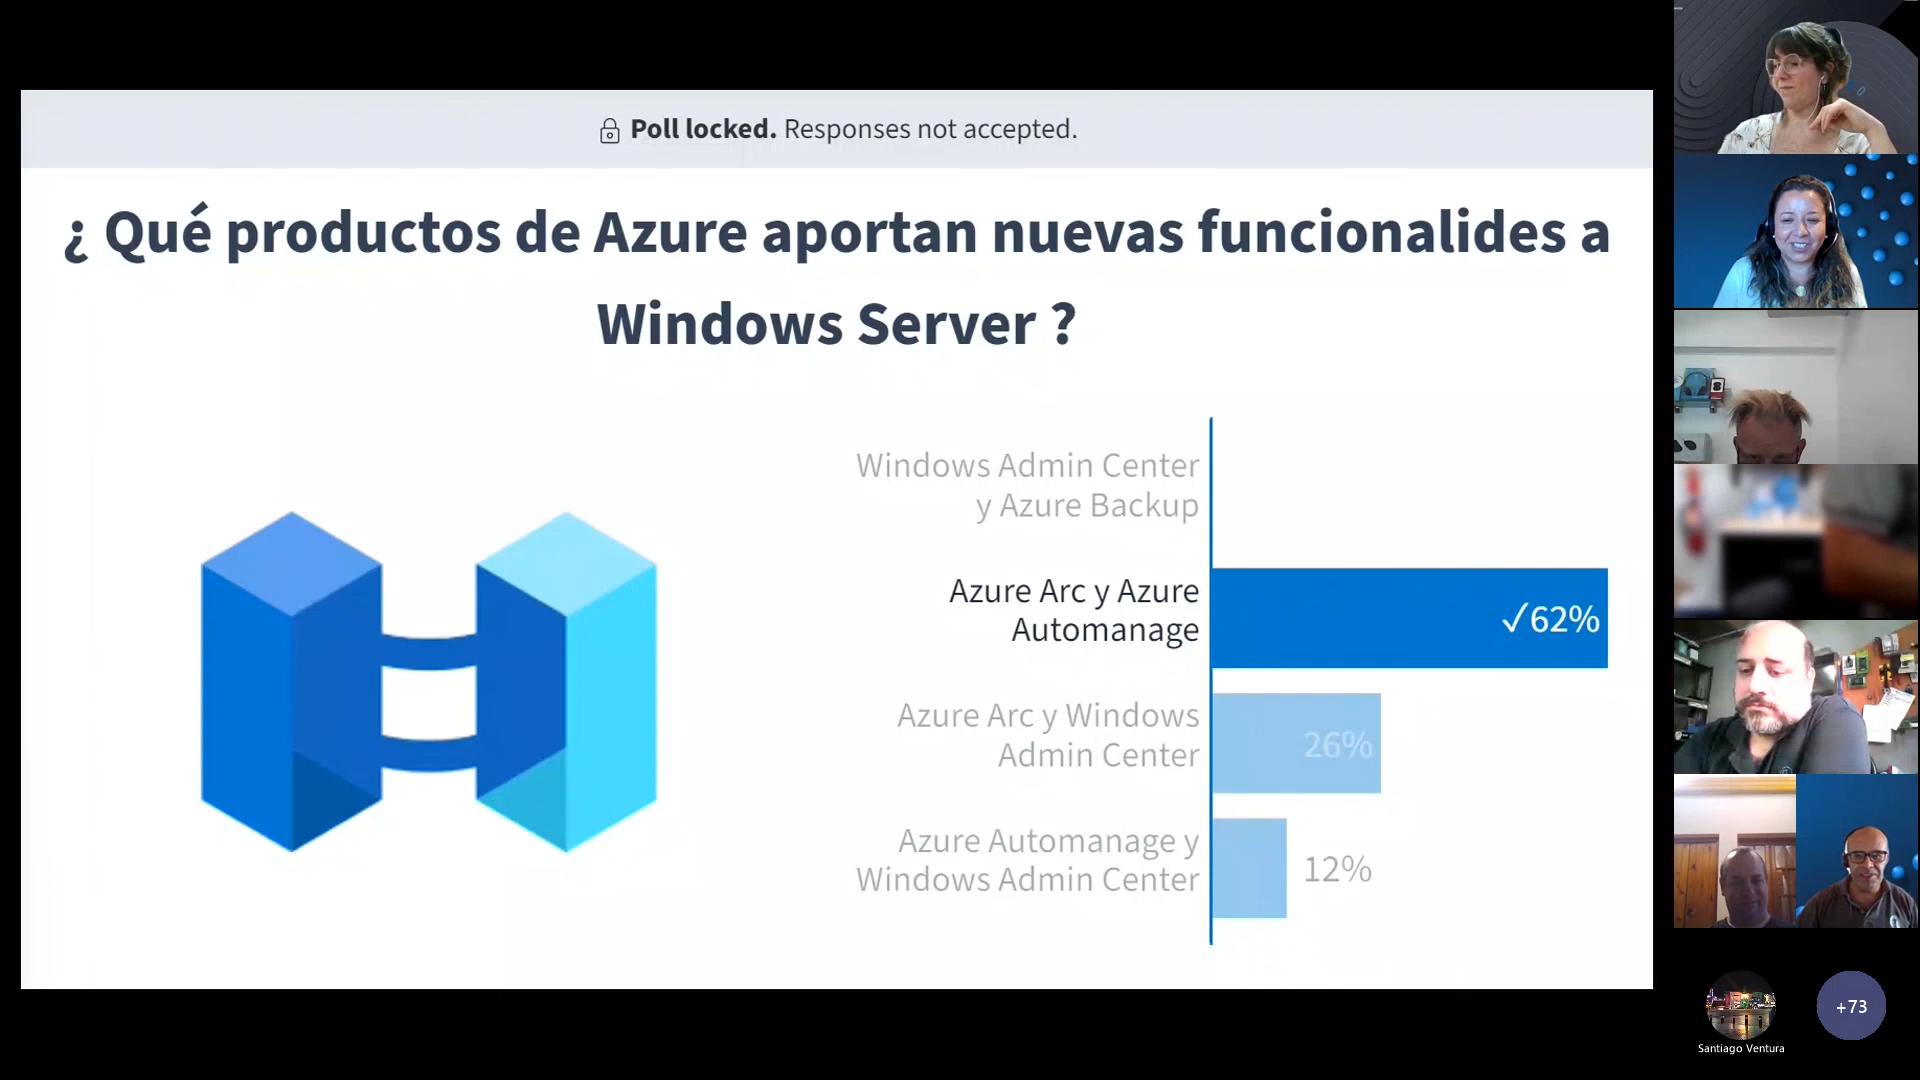 Poll locked. Responses not accepted.
¿ Qué productos de Azure aportan nuevas funcionalides a
Windows Server ?
Windows Admin Center
y Azure Backup
Azure Arc y Azure
Automanage
✓62%
Azure Arc y Windows
Admin Center
26%
Azure Automanage y
Windows Admin Center
12%
+73
Santiago Ventura